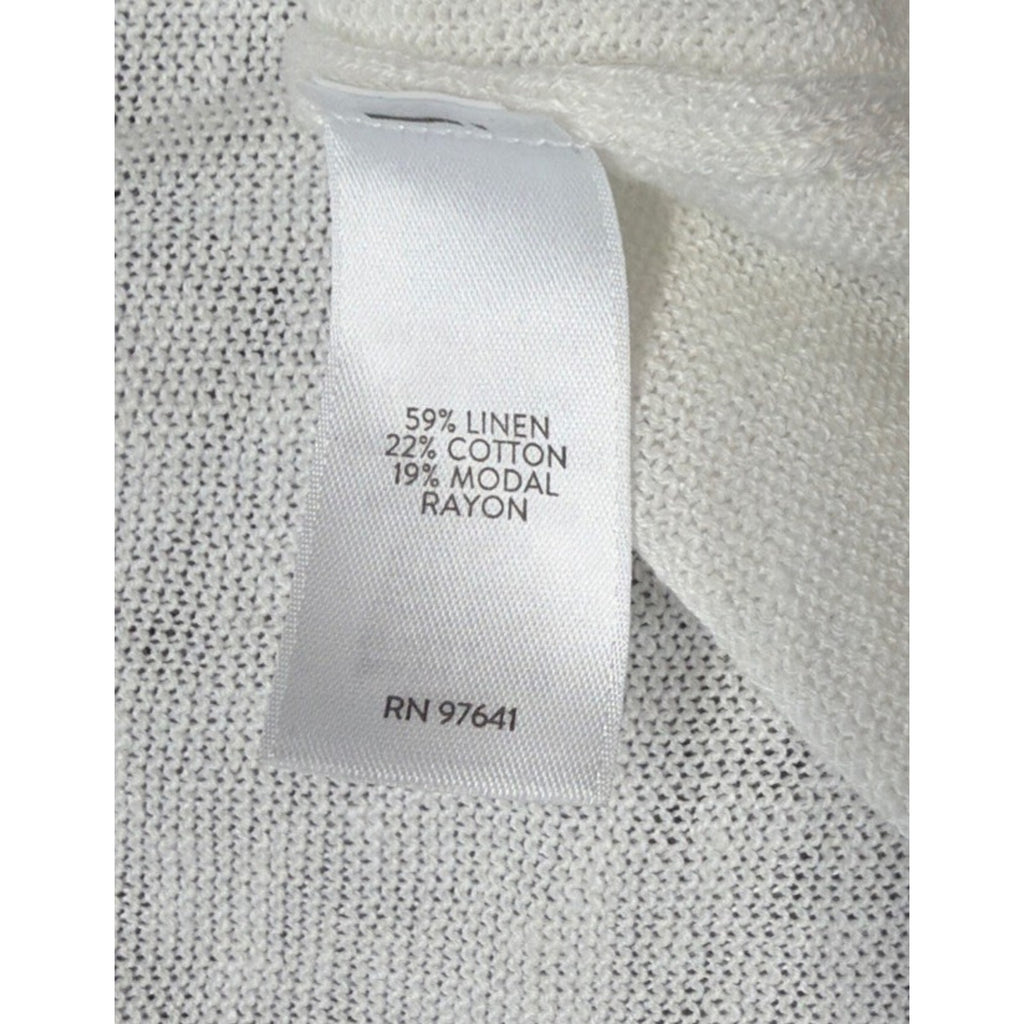 59% LINEN
22% COTTON
19% MODAL
RAYON
RN 97641